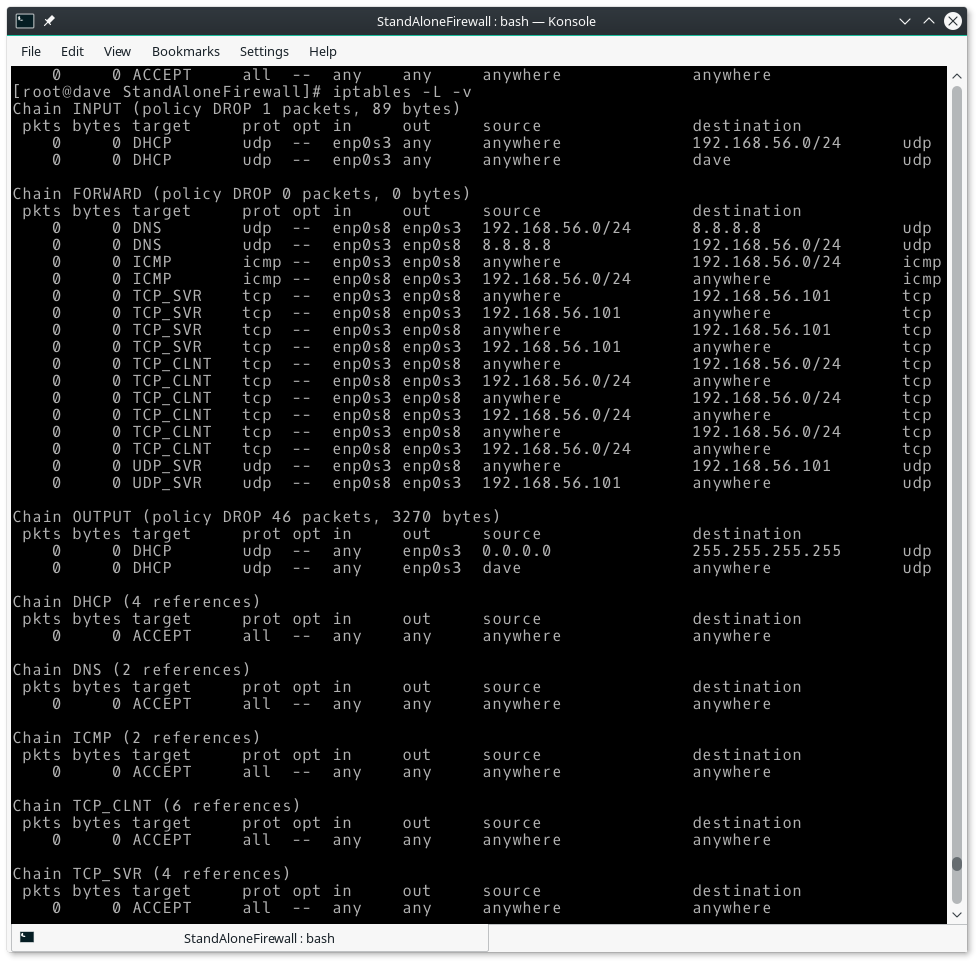 StandAloneFirewall : bash — Konsole
File Edit View Bookmarks Settings Help
0 0 ACCEPT all -- any any anywhere anywhere
[root@dave StandAloneFirewall]# iptables -L -v
Chain INPUT (policy DROP 1 packets, 89 bytes)
pkts bytes target prot opt in out source destination
0 0 DHCP udp -- enp0s3 any anywhere 192.168.56.0/24 udp
0 0 DHCP udp -- enp0s3 any anywhere dave udp
Chain FORWARD (policy DROP 0 packets, 0 bytes)
pkts bytes target prot opt in out source destination
0 0 DNS udp -- enp0s8 enp0s3 192.168.56.0/24 8.8.8.8 udp
0 0 DNS udp -- enp0s3 enp0s8 8.8.8.8 192.168.56.0/24 udp
0 0 ICMP icmp -- enp0s3 enp0s8 anywhere 192.168.56.0/24 icmp
0 0 ICMP icmp -- enp0s8 enp0s3 192.168.56.0/24 anywhere icmp
0 0 TCP_SVR tcp -- enp0s3 enp0s8 anywhere 192.168.56.101 tcp
0 0 TCP_SVR tcp -- enp0s8 enp0s3 192.168.56.101 anywhere tcp
0 0 TCP_SVR tcp -- enp0s3 enp0s8 anywhere 192.168.56.101 tcp
0 0 TCP_SVR tcp -- enp0s8 enp0s3 192.168.56.101 anywhere tcp
0 0 TCP_CLNT tcp -- enp0s3 enp0s8 anywhere 192.168.56.0/24 tcp
0 0 TCP_CLNT tcp -- enp0s8 enp0s3 192.168.56.0/24 anywhere tcp
0 0 TCP_CLNT tcp -- enp0s3 enp0s8 anywhere 192.168.56.0/24 tcp
0 0 TCP_CLNT tcp -- enp0s8 enp0s3 192.168.56.0/24 anywhere tcp
0 0 TCP_CLNT tcp -- enp0s3 enp0s8 anywhere 192.168.56.0/24 tcp
0 0 TCP_CLNT tcp -- enp0s8 enp0s3 192.168.56.0/24 anywhere tcp
0 0 UDP_SVR udp -- enp0s3 enp0s8 anywhere 192.168.56.101 udp
0 0 UDP_SVR udp -- enp0s8 enp0s3 192.168.56.101 anywhere udp
Chain OUTPUT (policy DROP 46 packets, 3270 bytes)
pkts bytes target prot opt in out source destination
0 0 DHCP udp -- any enp0s3 0.0.0.0 255.255.255.255 udp
0 0 DHCP udp -- any enp0s3 dave anywhere udp
Chain DHCP (4 references)
pkts bytes target prot opt in out source destination
0 0 ACCEPT all -- any any anywhere anywhere
Chain DNS (2 references)
pkts bytes target prot opt in out source destination
0 0 ACCEPT all -- any any anywhere anywhere
Chain ICMP (2 references)
pkts bytes target prot opt in out source destination
0 0 ACCEPT all -- any any anywhere anywhere
Chain TCP_CLNT (6 references)
pkts bytes target prot opt in out source destination
0 0 ACCEPT all -- any any anywhere anywhere
Chain TCP_SVR (4 references)
pkts bytes target prot opt in out source destination
0 0 ACCEPT all -- any any anywhere anywhere
StandAloneFirewall : bash